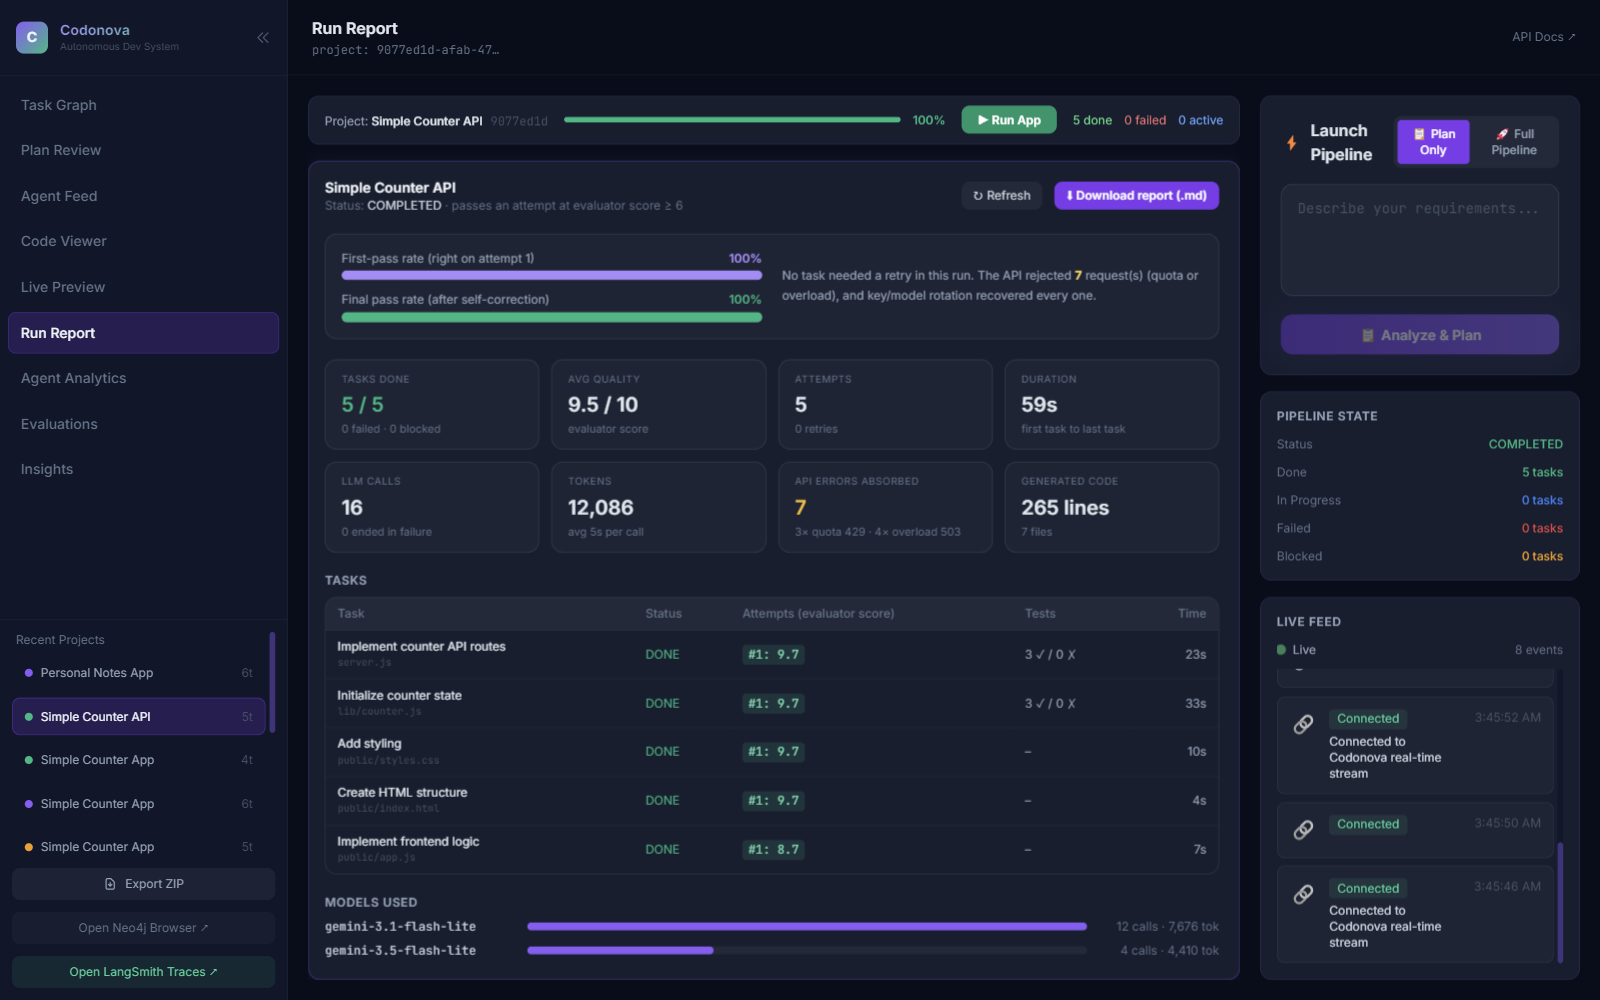 C
Codonova
Autonomous Dev System
Task Graph
Plan Review
Agent Feed
Code Viewer
Live Preview
Run Report
Agent Analytics
Evaluations
Insights
Recent Projects
Personal Notes App 6t
Simple Counter API 5t
Simple Counter App 4t
Simple Counter App 6t
Simple Counter App 5t
Export ZIP
Open Neo4j Browser ↗
Open LangSmith Traces ↗
Run Report
project: 9077ed1d-afab-47…
API Docs ↗
Project: Simple Counter API 9077ed1d 100% ▶ Run App 5 done 0 failed 0 active
Simple Counter API
Status: COMPLETED · passes an attempt at evaluator score ≥ 6
↻ Refresh
⬇ Download report (.md)
First-pass rate (right on attempt 1) 100%
Final pass rate (after self-correction) 100%
No task needed a retry in this run. The API rejected 7 request(s) (quota or
overload), and key/model rotation recovered every one.
TASKS DONE
5 / 5
0 failed · 0 blocked
AVG QUALITY
9.5 / 10
evaluator score
ATTEMPTS
5
0 retries
DURATION
59s
first task to last task
LLM CALLS
16
0 ended in failure
TOKENS
12,086
avg 5s per call
API ERRORS ABSORBED
7
3× quota 429 · 4× overload 503
GENERATED CODE
265 lines
7 files
TASKS
Task Status Attempts (evaluator score) Tests Time
Implement counter API routes
server.js
DONE #1: 9.7 3 ✓ / 0 ✗ 23s
Initialize counter state
lib/counter.js
DONE #1: 9.7 3 ✓ / 0 ✗ 33s
Add styling
public/styles.css
DONE #1: 9.7 – 10s
Create HTML structure
public/index.html
DONE #1: 9.7 – 4s
Implement frontend logic
public/app.js
DONE #1: 8.7 – 7s
MODELS USED
gemini-3.1-flash-lite 12 calls · 7,676 tok
gemini-3.5-flash-lite 4 calls · 4,410 tok
Launch
Pipeline
Plan
Only
Full
Pipeline
Describe your requirements...
Analyze & Plan
PIPELINE STATE
Status COMPLETED
Done 5 tasks
In Progress 0 tasks
Failed 0 tasks
Blocked 0 tasks
LIVE FEED
Live 8 events
Connected 3:45:52 AM
Connected to
Codonova real-time
stream
Connected 3:45:50 AM
Connected 3:45:46 AM
Connected to
Codonova real-time
stream